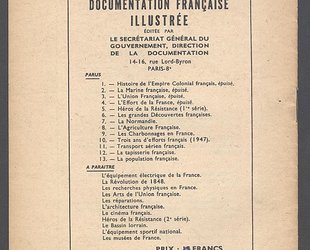 DOCUMENTATION FRANÇAISE
ILLUSTRÉE
ÉDITÉE PAR
LE SECRÉTARIAT GÉNÉRAL DU
GOUVERNEMENT, DIRECTION
DE LA DOCUMENTATION
14-16, rue Lord-Byron
PARIS-8e
PARUS
1. — Histoire de l'Empire Colonial français, épuisé.
2. — La Marine française, épuisé.
3. — L'Union Française, épuisé.
4. — L'Effort de la France, épuisé.
5. — Héros de la Résistance (1re série).
6. — Les grandes Découvertes françaises.
7. — La Normandie.
8. — L'Agriculture Française.
9. — Les Charbonnages en France.
10. — Trois ans d'efforts français (1947).
11. — Transport aérien français.
12. — La tapisserie française.
13. — La population française.
A PARAITRE
L'équipement électrique de la France.
La Révolution de 1848.
Les recherches physiques en France.
Les Arts de l'Union française.
Les réparations.
L'architecture française.
Le cinéma français.
Héros de la Résistance (2e série).
Le Bassin lorrain.
L'équipement sportif national.
Les musées de France.
PRIX : FRANCS